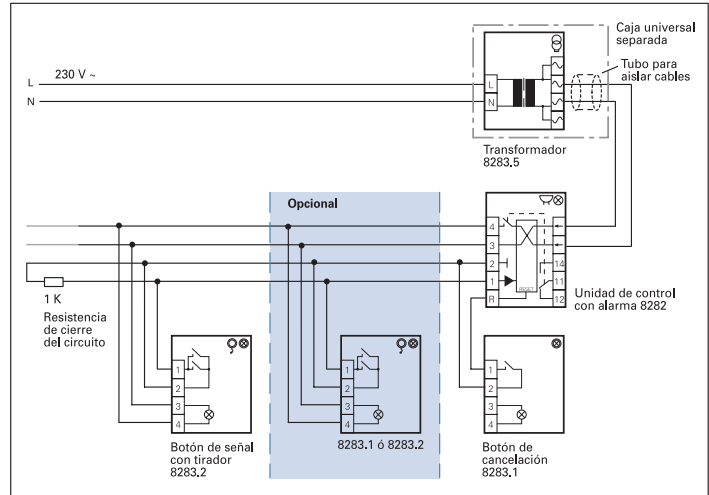 Caja universal
separada
Tubo para
aislar cables
L
230 V ~
N
L
N
Transformador
8283.5
Opcional
4
3
2
1
R
14
11
12
RESET
Unidad de control
con alarma 8282
1 K
Resistencia
de cierre
del circuito
1
2
3
4
Botón de señal
con tirador
8283.2
1
2
3
4
8283.1 ó 8283.2
1
2
3
4
Botón de
cancelación
8283.1